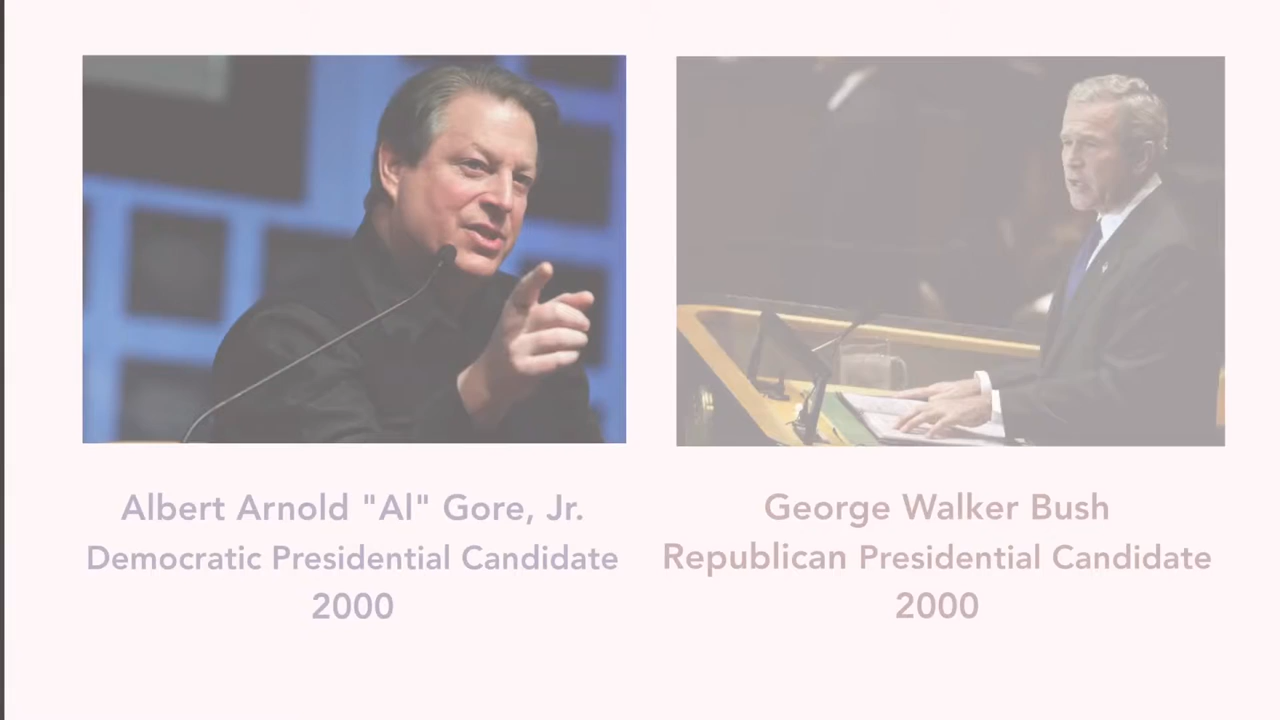 Albert Arnold "Al" Gore, Jr.
Democratic Presidential Candidate
2000
George Walker Bush
Republican Presidential Candidate
2000